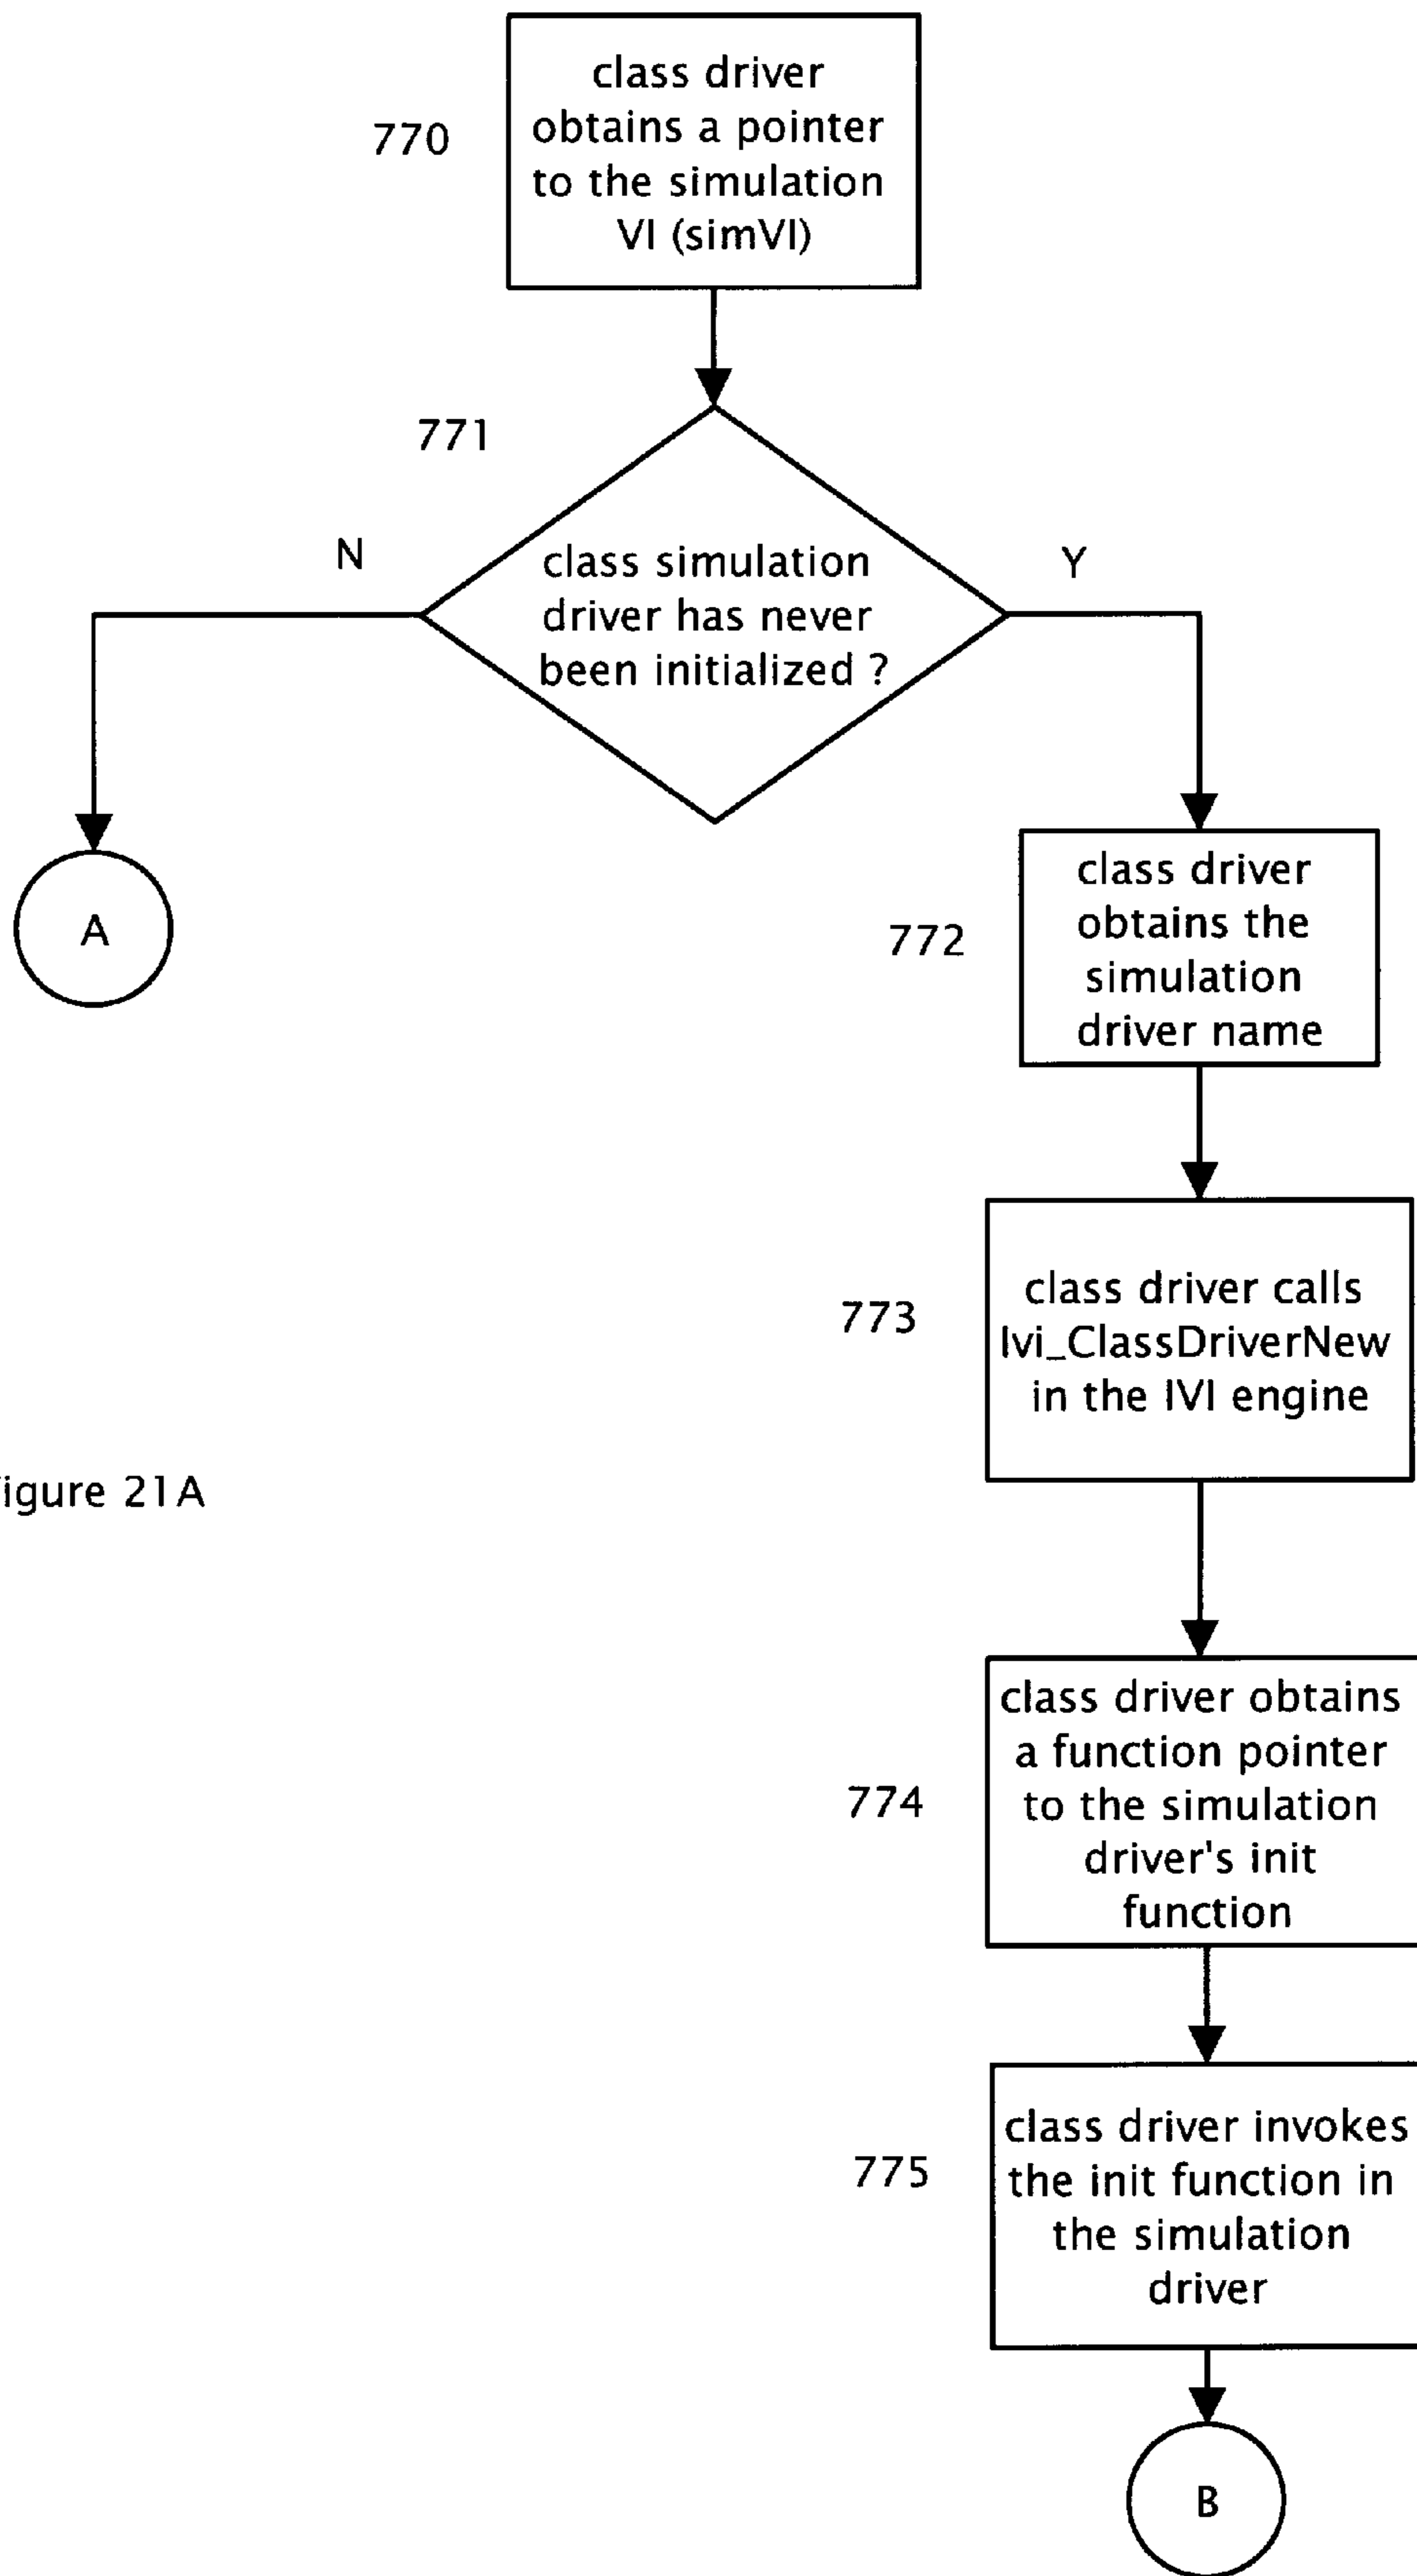 class driver
obtains a pointer
to the simulation
VI (simVI)
770
771
N
class simulation
driver has never
been initialized ?
Y
A
class driver
obtains the
simulation
driver name
772
class driver calls
Ivi_ClassDriverNew
in the IVI engine
773
igure 21A
class driver obtains
a function pointer
to the simulation
driver's init
function
774
class driver invokes
the init function in
the simulation
driver
775
B